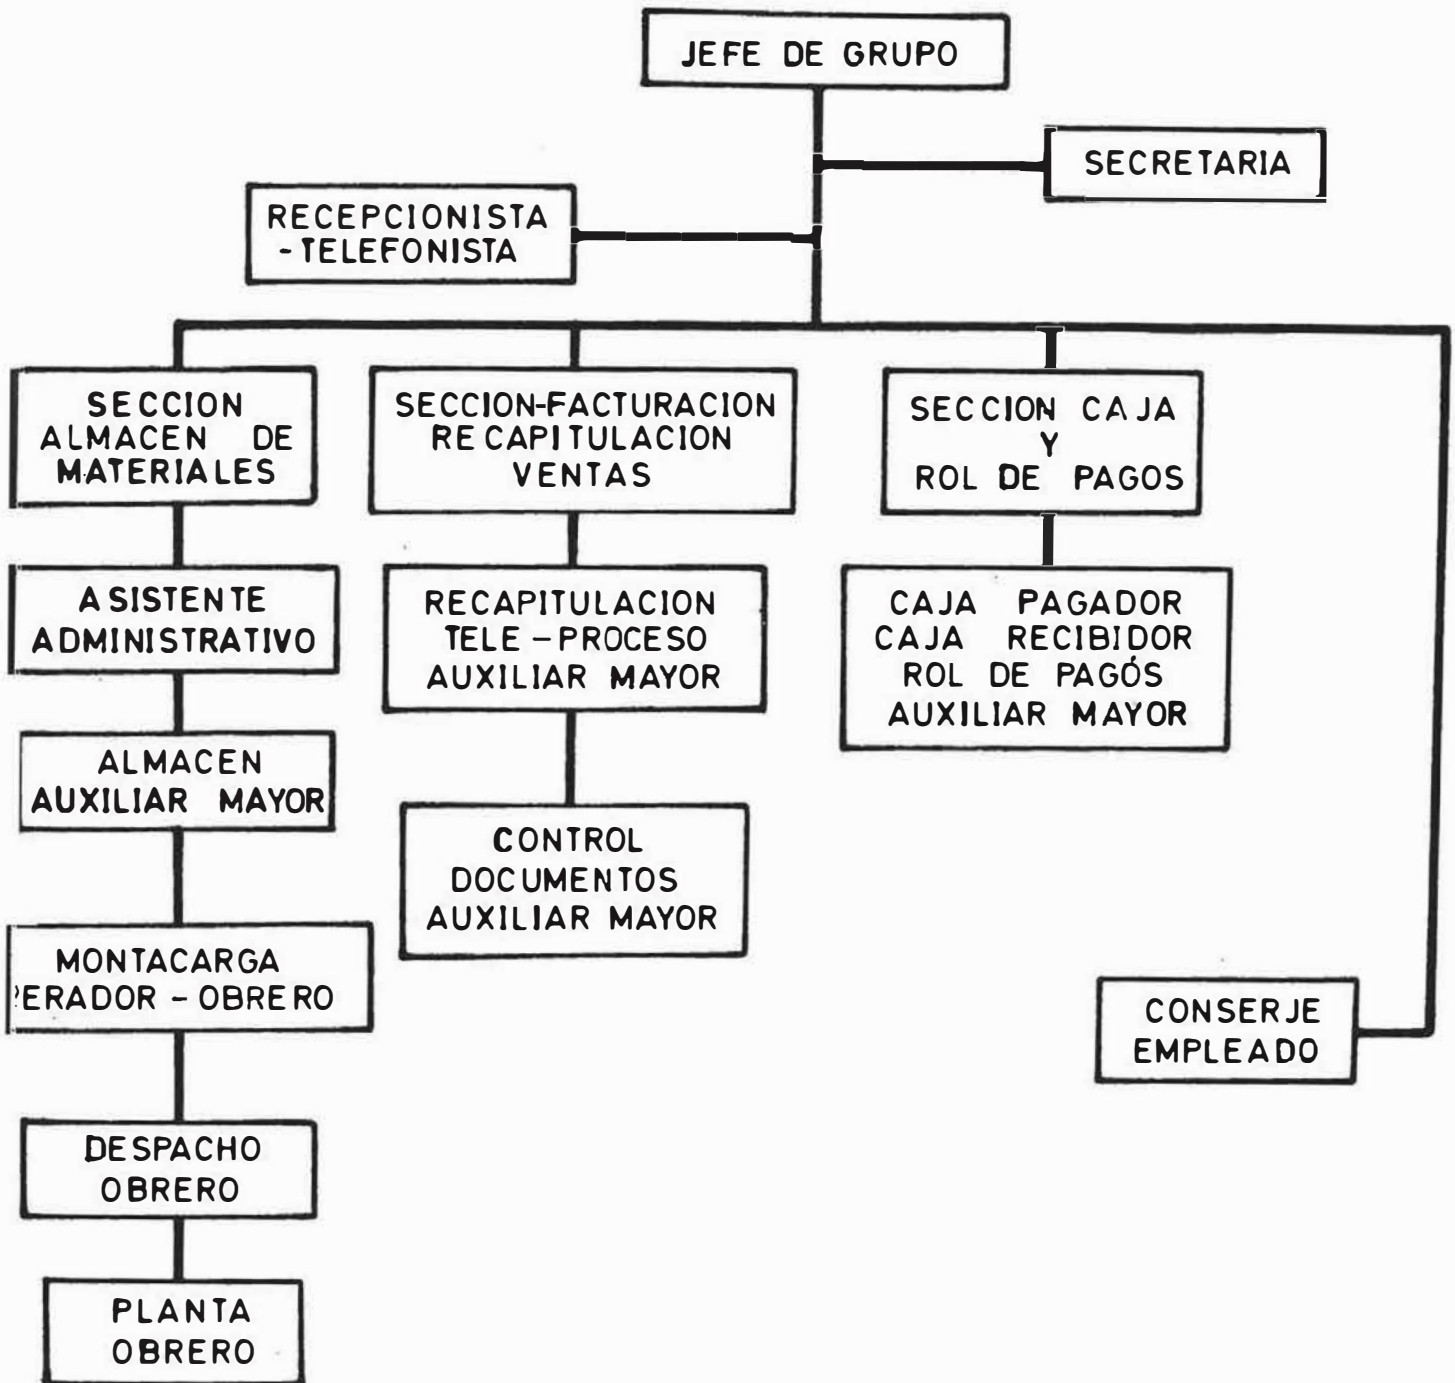 JEFE DE GRUPO
SECRETARIA
RECEPCIONISTA
- TELEFONISTA
SECCION
ALMACEN DE
MATERIALES
SECCION-FACTURACION
RECAPITULACION
VENTAS
SECCION CAJA
Y
ROL DE PAGOS
ASISTENTE
ADMINISTRATIVO
RECAPITULACION
TELE - PROCESO
AUXILIAR MAYOR
CAJA PAGADOR
CAJA RECIBIDOR
ROL DE PAGÓS
AUXILIAR MAYOR
ALMACEN
AUXILIAR MAYOR
CONTROL
DOCUMENTOS
AUXILIAR MAYOR
MONTACARGA
ERADOR - OBRERO
CONSERJE
EMPLEADO
DESPACHO
OBRERO
PLANTA
OBRERO